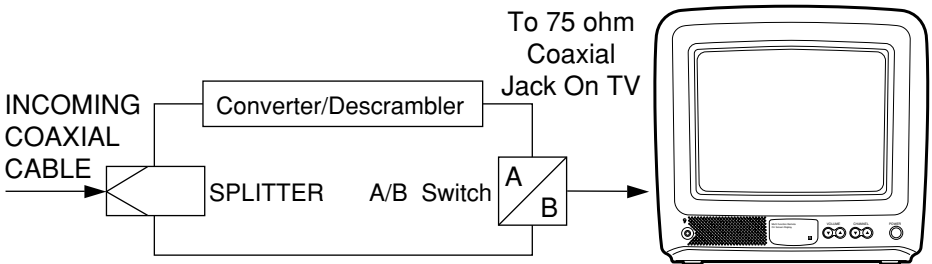 To 75 ohm
Coaxial
Jack On TV
INCOMING
COAXIAL
CABLE
Converter/Descrambler
SPLITTER
A/B Switch
A
B
VOLUME
CHANNEL
POWER